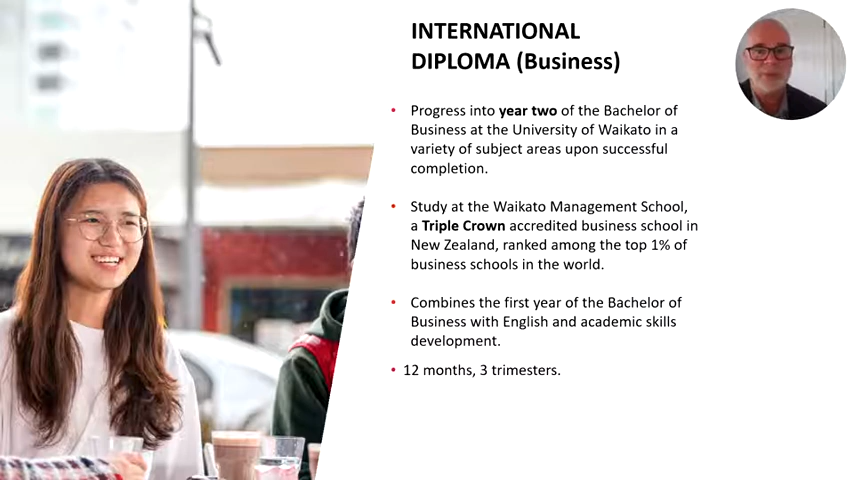 INTERNATIONAL
DIPLOMA (Business)
• Progress into year two of the Bachelor of
Business at the University of Waikato in a
variety of subject areas upon successful
completion.
• Study at the Waikato Management School,
a Triple Crown accredited business school in
New Zealand, ranked among the top 1% of
business schools in the world.
• Combines the first year of the Bachelor of
Business with English and academic skills
development.
• 12 months, 3 trimesters.